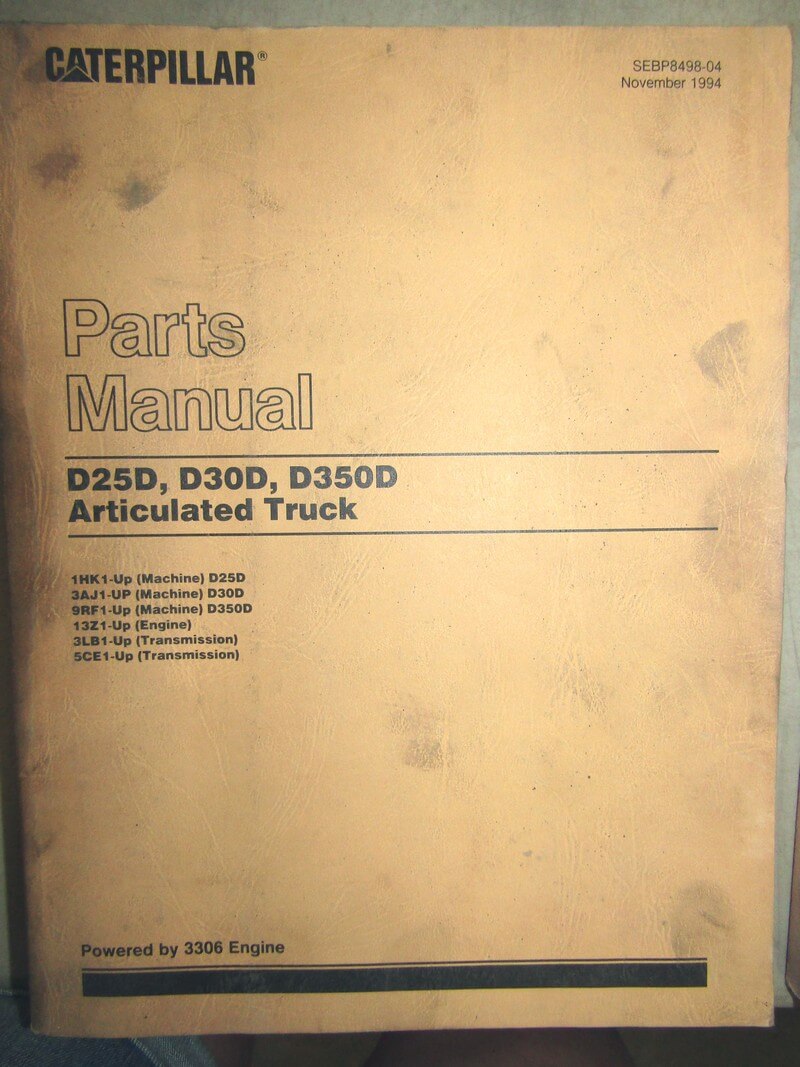 CATERPILLAR®
SEBP8498-04
November 1994
Parts
Manual
D25D, D30D, D350D
Articulated Truck
1HK1-Up (Machine) D25D
3AJ1-UP (Machine) D30D
9RF1-Up (Machine) D350D
13Z1-Up (Engine)
3LB1-Up (Transmission)
5CE1-Up (Transmission)
Powered by 3306 Engine